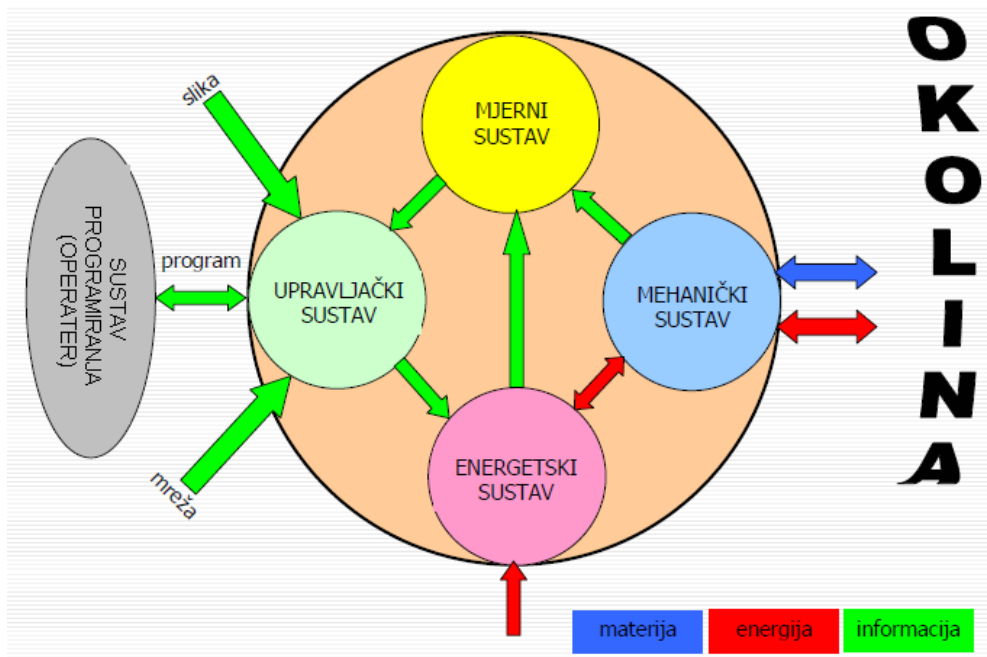 slika
MJERNI
SUSTAV
OKOLINA
SUSTAV
PROGRAMIRANJA
(OPERATER)
program
UPRAVLJAČKI
SUSTAV
MEHANIČKI
SUSTAV
mreža
ENERGETSKI
SUSTAV
materija
energija
informacija